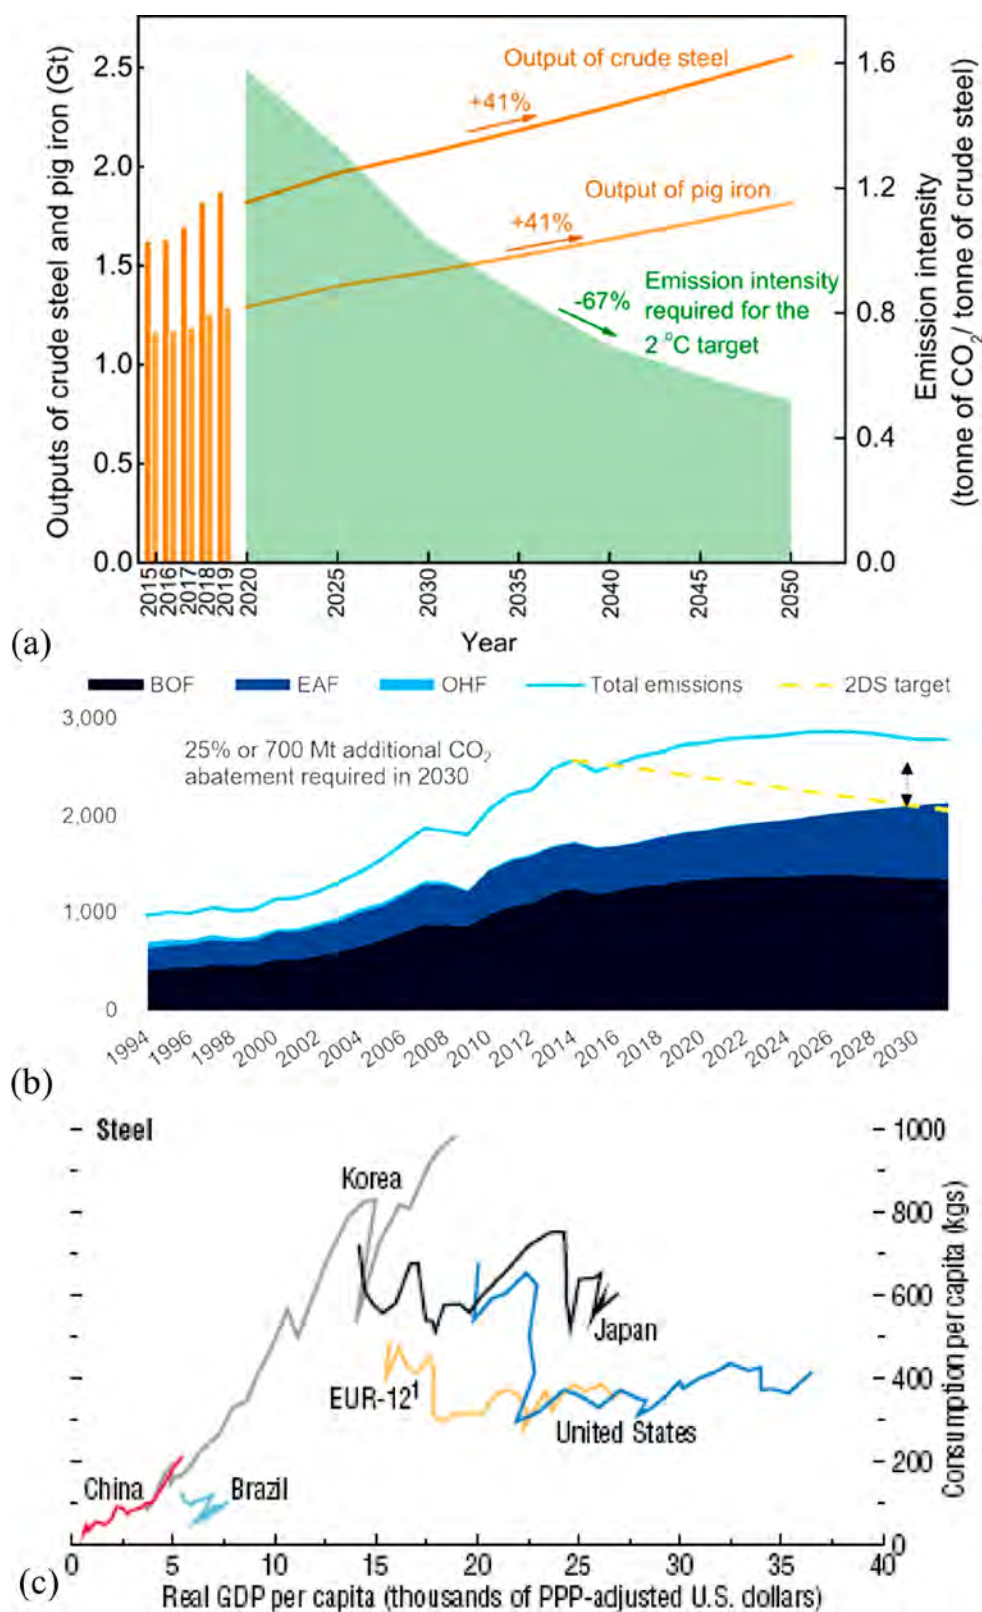 Outputs of crude steel and pig iron (Gt)
2.5
2.0
1.5
1.0
0.5
0.0
Output of crude steel
+41%
Output of pig iron
+41%
-67%
Emission intensity
required for the
2 °C target
1.6
1.2
0.8
0.4
0.0
Emission intensity
(tonne of CO2/ tonne of crude steel)
2015
2016
2017
2018
2019
2020
2025
2030
2035
2040
2045
2050
Year
(a)
BOF EAF OHF Total emissions 2DS target
3,000
2,000
1,000
0
25% or 700 Mt additional CO2
abatement required in 2030
1994 1996 1998 2000 2002 2004 2006 2008 2010 2012 2014 2016 2018 2020 2022 2024 2026 2028 2030
(b)
Steel
Korea
Japan
EUR-12¹
United States
China
Brazil
1000
800
600
400
200
0
Consumption per capita (kgs)
0 5 10 15 20 25 30 35 40
Real GDP per capita (thousands of PPP-adjusted U.S. dollars)
(c)